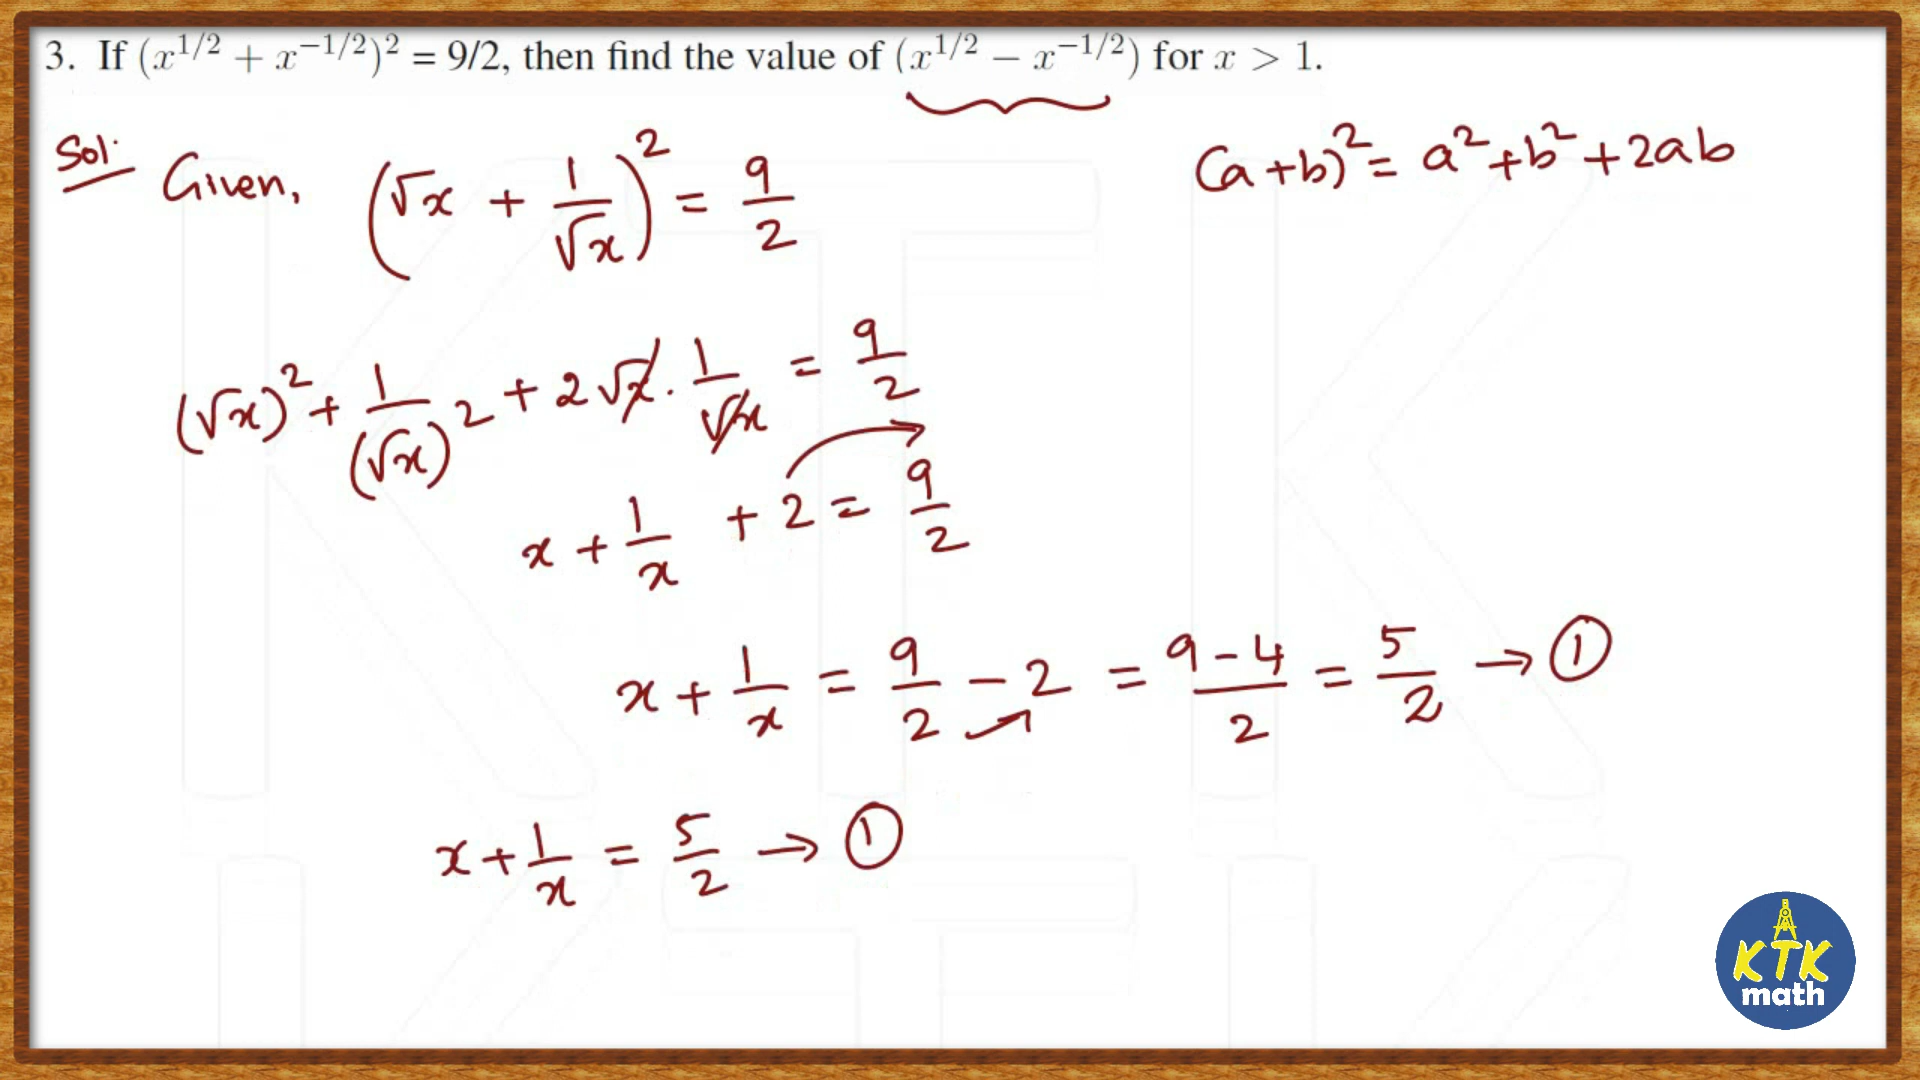 3. If (x^{1/2} + x^{-1/2})^2 = 9/2, then find the value of (x^{1/2} − x^{-1/2}) for x > 1.
Sol:
Given, (√x + 1/√x)^2 = 9/2
(a+b)^2 = a^2+b^2+2ab
(√x)^2 + 1/(√x)^2 + 2√x · 1/√x = 9/2
x + 1/x + 2 = 9/2
x + 1/x = 9/2 − 2 = (9−4)/2 = 5/2 → ①
x + 1/x = 5/2 → ①
KTK
math